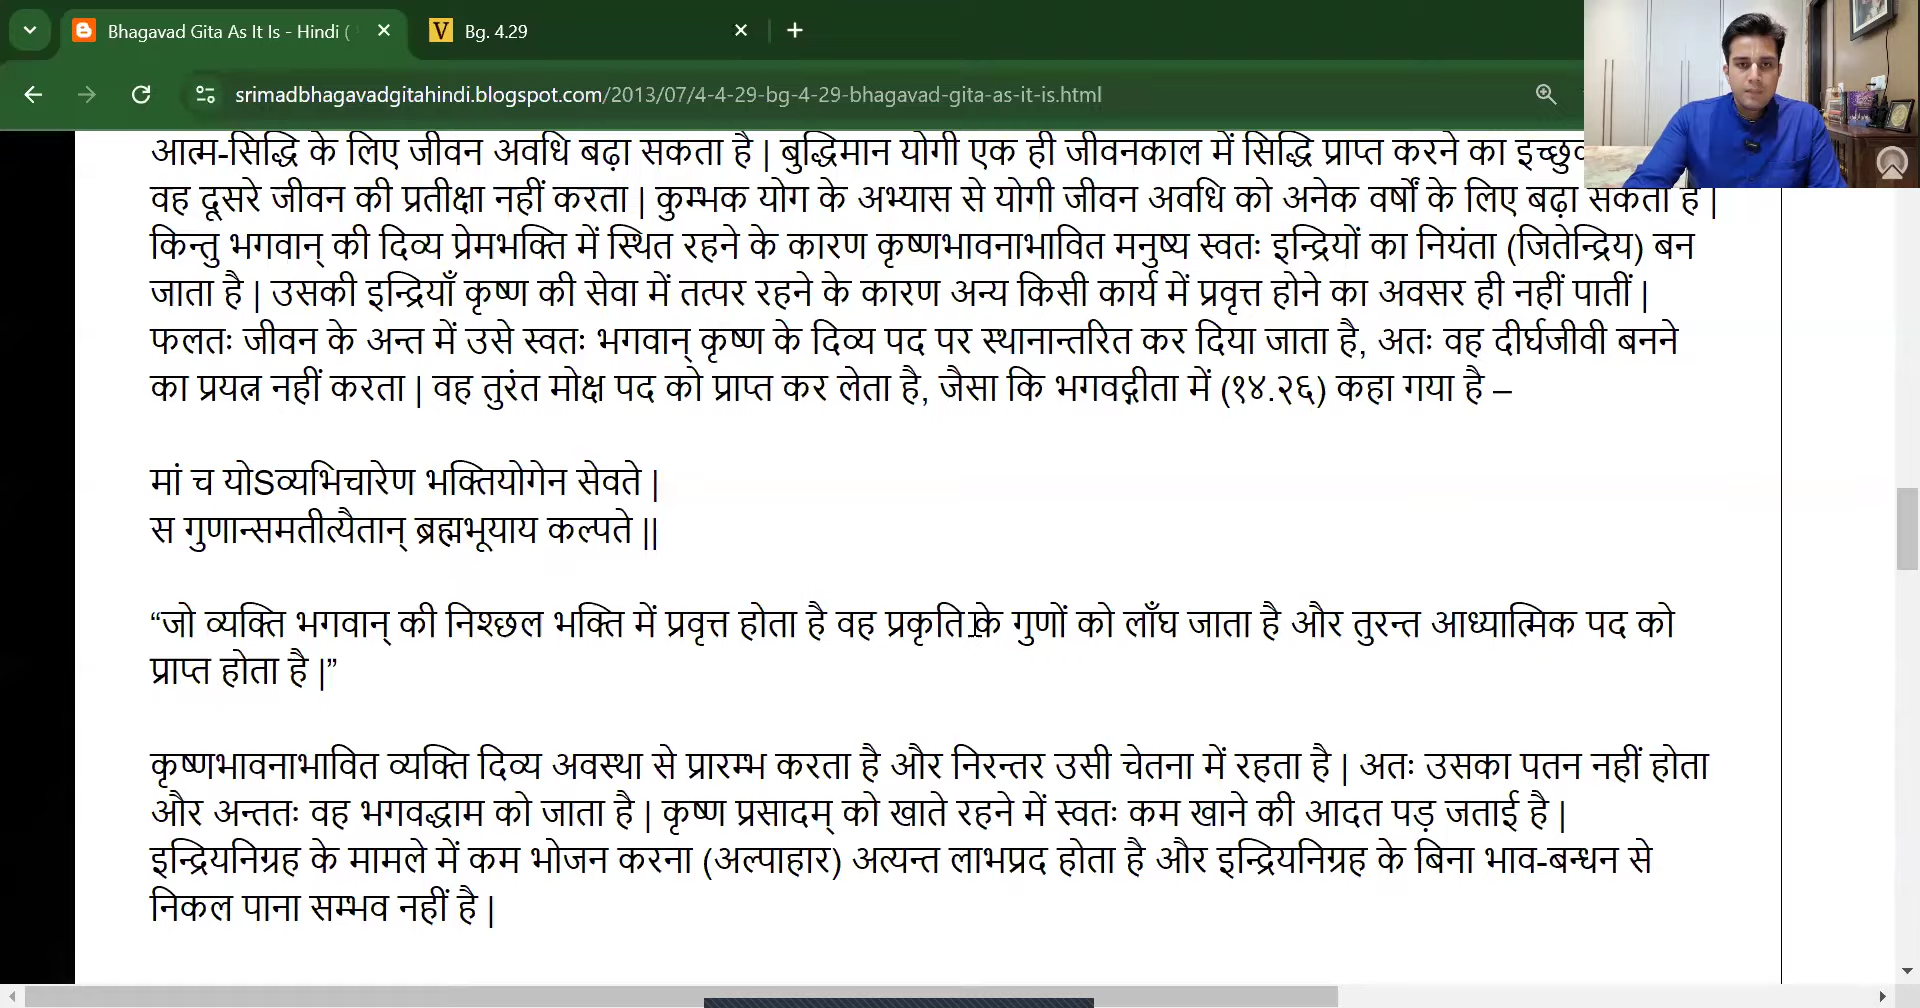 Bhagavad Gita As It Is - Hindi (
Bg. 4.29
srimadbhagavadgitahindi.blogspot.com/2013/07/4-4-29-bg-4-29-bhagavad-gita-as-it-is.html
आत्म-सिद्धि के लिए जीवन अवधि बढ़ा सकता है | बुद्धिमान योगी एक ही जीवनकाल में सिद्धि प्राप्त करने का
वह दूसरे जीवन की प्रतीक्षा नहीं करता | कुम्भक योग के अभ्यास से योगी जीवन अवधि को अनेक वर्षों के लिए बढ़ा सकता है |
किन्तु भगवान् की दिव्य प्रेमभक्ति में स्थित रहने के कारण कृष्णभावनाभावित मनुष्य स्वतः इन्द्रियों का नियंता (जितेन्द्रिय) बन
जाता है | उसकी इन्द्रियाँ कृष्ण की सेवा में तत्पर रहने के कारण अन्य किसी कार्य में प्रवृत्त होने का अवसर ही नहीं पातीं |
फलतः जीवन के अन्त में उसे स्वतः भगवान् कृष्ण के दिव्य पद पर स्थानान्तरित कर दिया जाता है, अतः वह दीर्घजीवी बनने
का प्रयत्न नहीं करता | वह तुरंत मोक्ष पद को प्राप्त कर लेता है, जैसा कि भगवद्गीता में (१४.२६) कहा गया है –
मां च योSव्यभिचारेण भक्तियोगेन सेवते |
स गुणान्समतीत्यैतान् ब्रह्मभूयाय कल्पते ||
“जो व्यक्ति भगवान् की निश्छल भक्ति में प्रवृत्त होता है वह प्रकृति के गुणों को लाँघ जाता है और तुरन्त आध्यात्मिक पद को
प्राप्त होता है |”
कृष्णभावनाभावित व्यक्ति दिव्य अवस्था से प्रारम्भ करता है और निरन्तर उसी चेतना में रहता है | अतः उसका पतन नहीं होता
और अन्ततः वह भगवद्धाम को जाता है | कृष्ण प्रसादम् को खाते रहने में स्वतः कम खाने की आदत पड़ जताई है |
इन्द्रियनिग्रह के मामले में कम भोजन करना (अल्पाहार) अत्यन्त लाभप्रद होता है और इन्द्रियनिग्रह के बिना भाव-बन्धन से
निकल पाना सम्भव नहीं है |